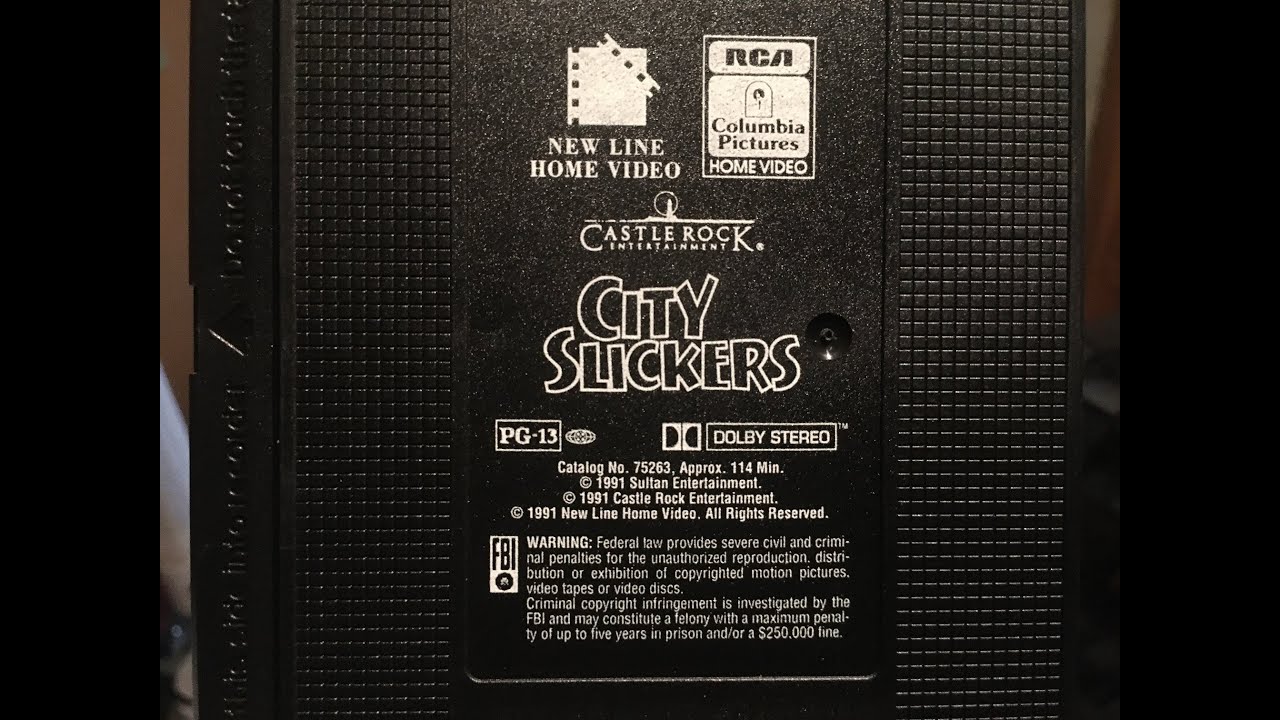 NEW LINE
HOME VIDEO
RCA
Columbia
Pictures
HOME VIDEO
CASTLE ROCK
ENTERTAINMENT®
CITY
SLICKERS
PG-13
DOLBY STEREO™
Catalog No. 75263, Approx. 114 Min.
© 1991 Sultan Entertainment.
© 1991 Castle Rock Entertainment.
© 1991 New Line Home Video. All Rights Reserved.
FBI
WARNING: Federal law provides severe civil and crimi-
nal penalties for the unauthorized reproduction, distri-
bution or exhibition of copyrighted motion pictures,
video tapes or video discs.
Criminal copyright infringement is investigated by the
FBI and may constitute a felony with a maximum penal-
ty of up to five years in prison and/or a $250,000 fine.